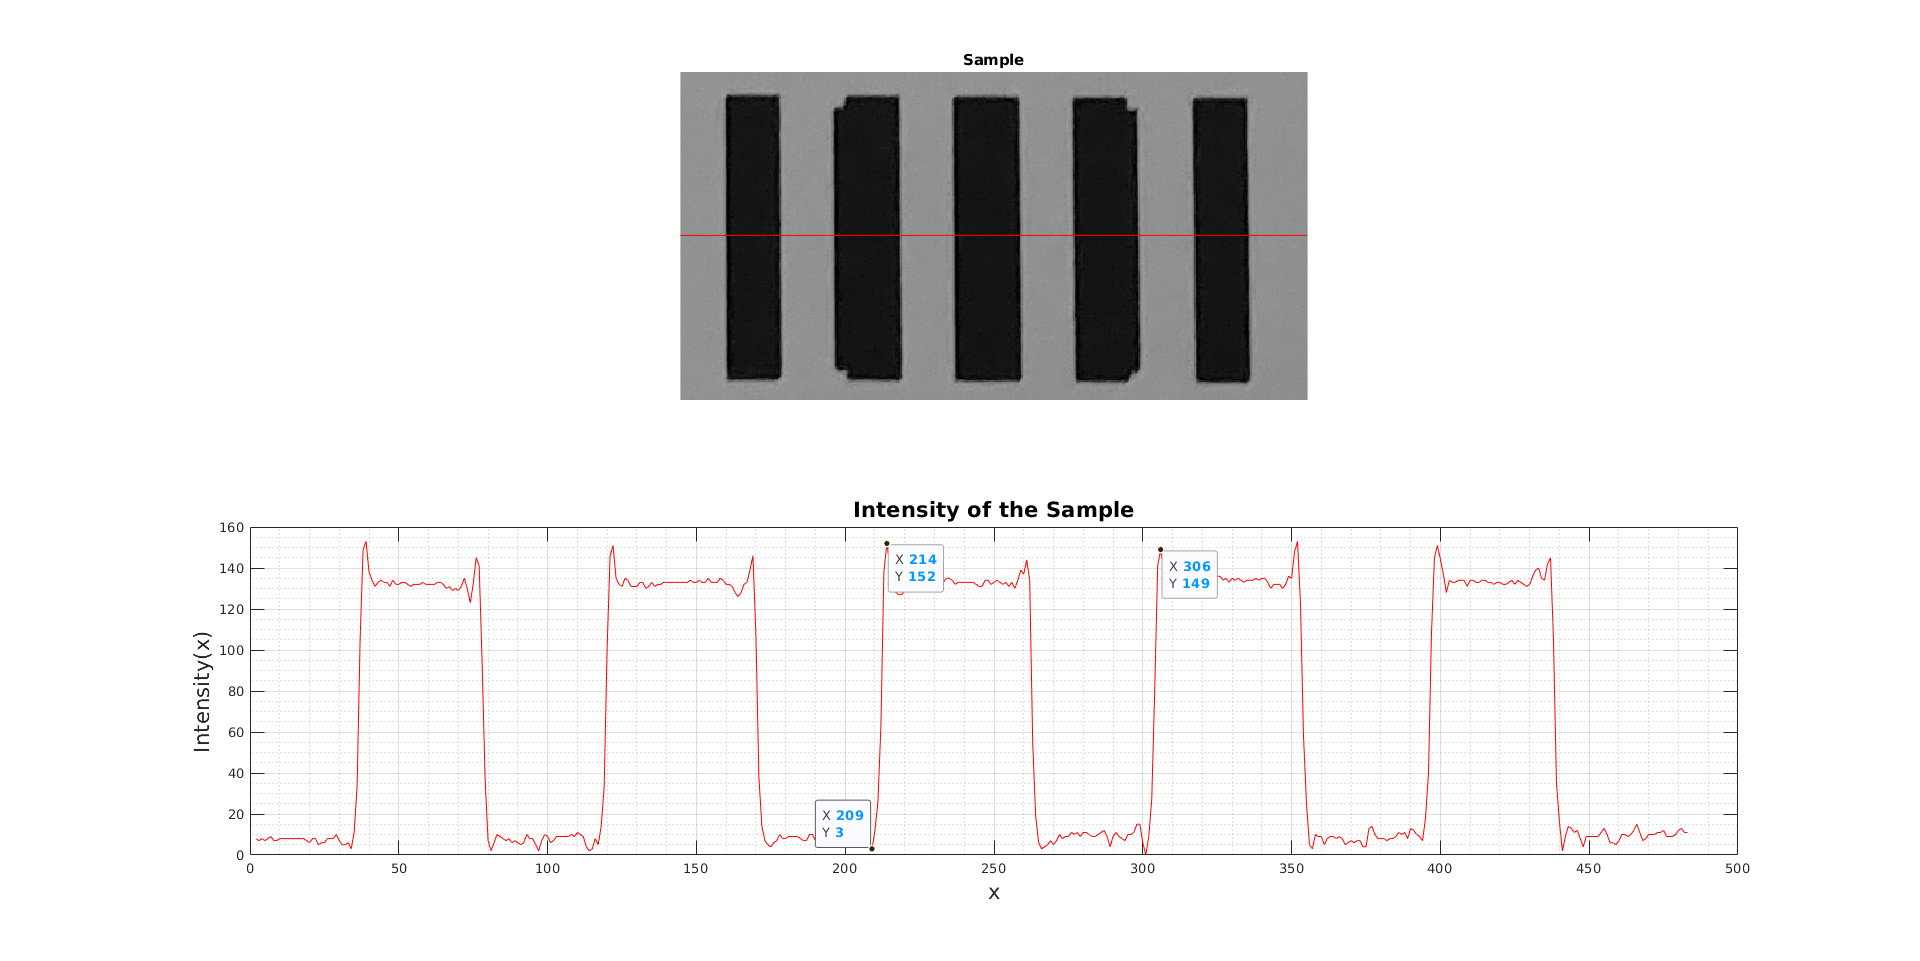 Sample
Intensity of the Sample
Intensity(x)
160
140
120
100
80
60
40
20
0
X 214
Y 152
X 306
Y 149
X 209
Y 3
0 50 100 150 200 250 300 350 400 450 500
x